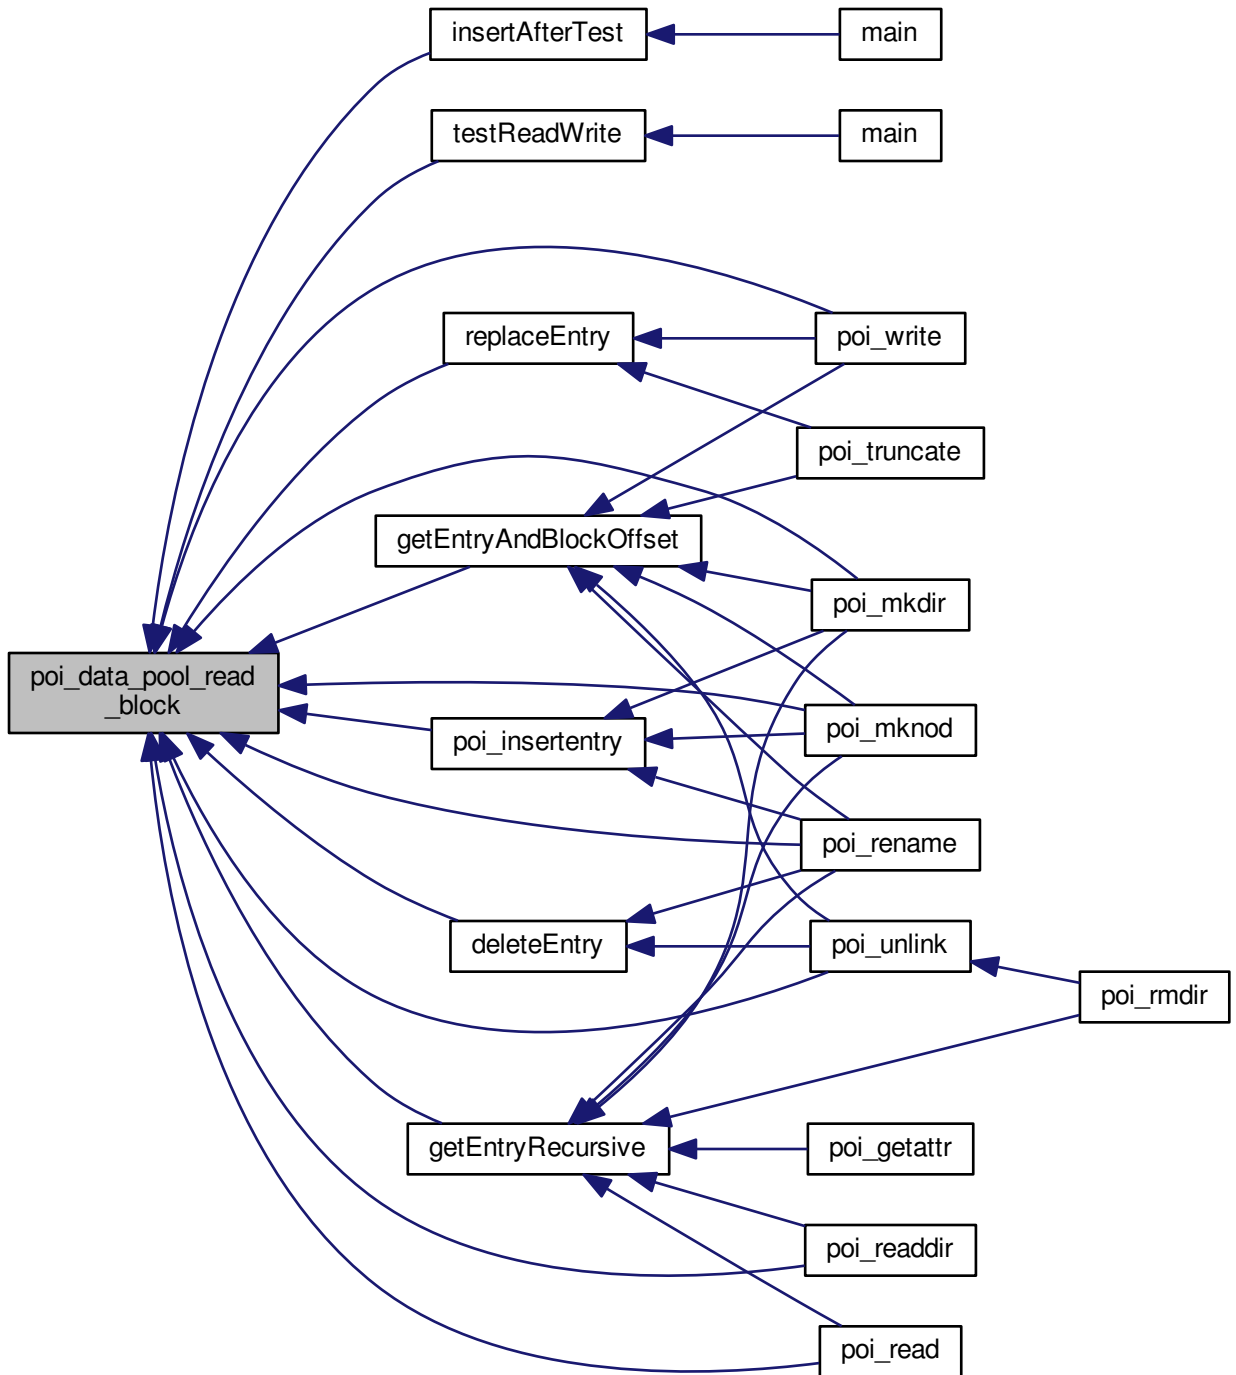 insertAfterTest
main
testReadWrite
main
replaceEntry
poi_write
poi_truncate
getEntryAndBlockOffset
poi_mkdir
poi_data_pool_read
_block
poi_insertentry
poi_mknod
poi_rename
deleteEntry
poi_unlink
poi_rmdir
getEntryRecursive
poi_getattr
poi_readdir
poi_read